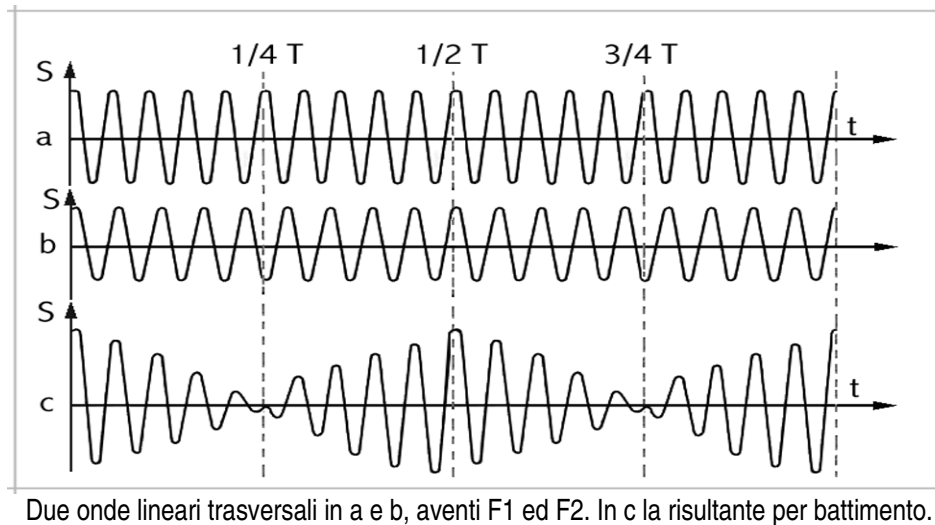 1/4 T 1/2 T 3/4 T
S
a t
S
b
S
c t
Due onde lineari trasversali in a e b, aventi F1 ed F2. In c la risultante per battimento.